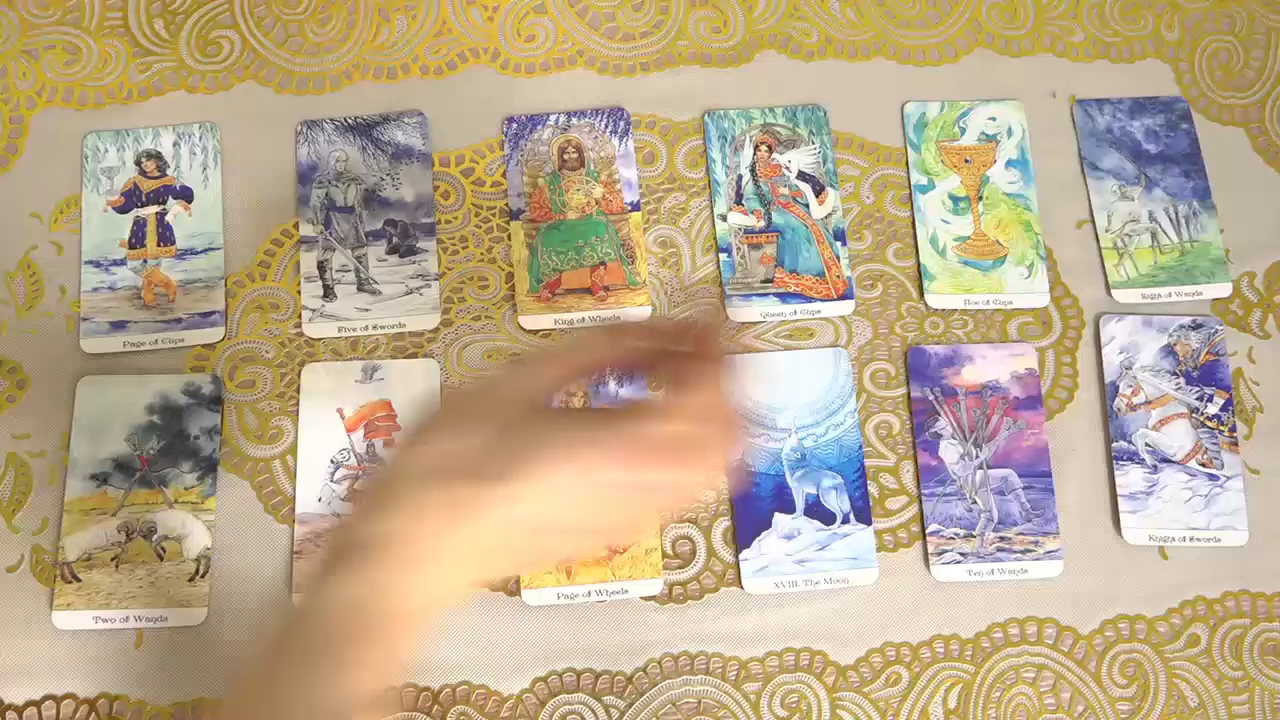 Page of Cups
Five of Swords
King of Wheels
Queen of Cups
Ace of Cups
Eight of Wands
Two of Wands
Page of Wheels
XVIII. The Moon
Ten of Wands
Knight of Swords